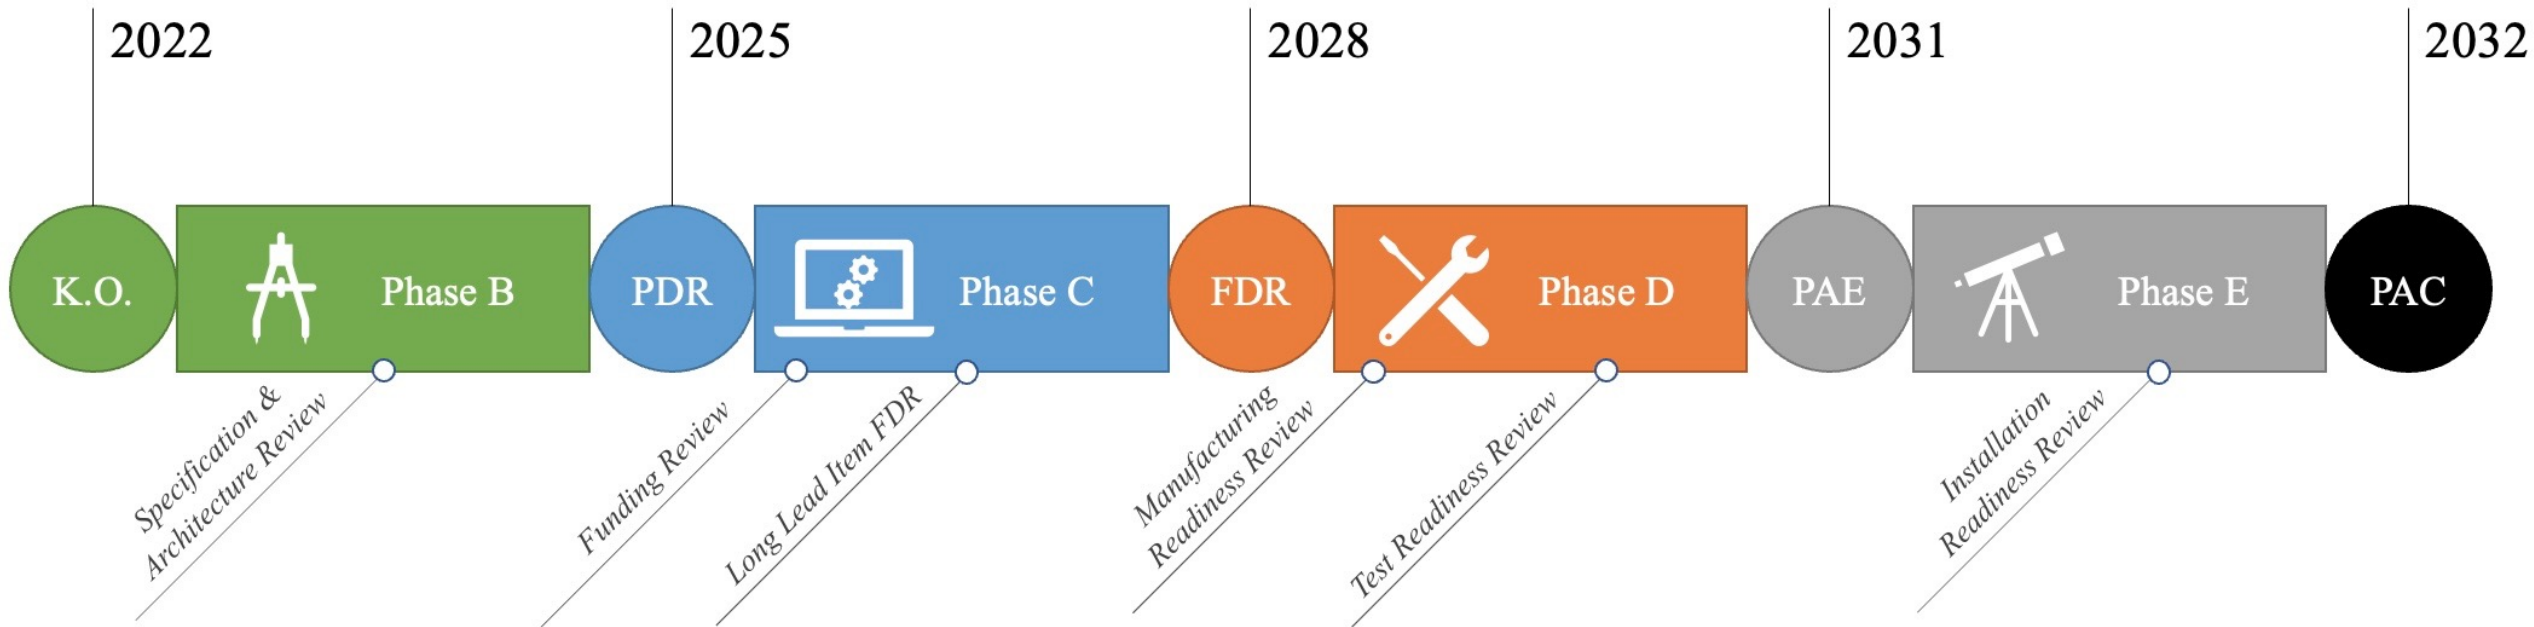 2022
2025
2028
2031
2032
K.O.
Phase B
PDR
Phase C
FDR
Phase D
PAE
Phase E
PAC
Specification &
Architecture Review
Funding Review
Long Lead Item FDR
Manufacturing
Readiness Review
Test Readiness Review
Installation
Readiness Review